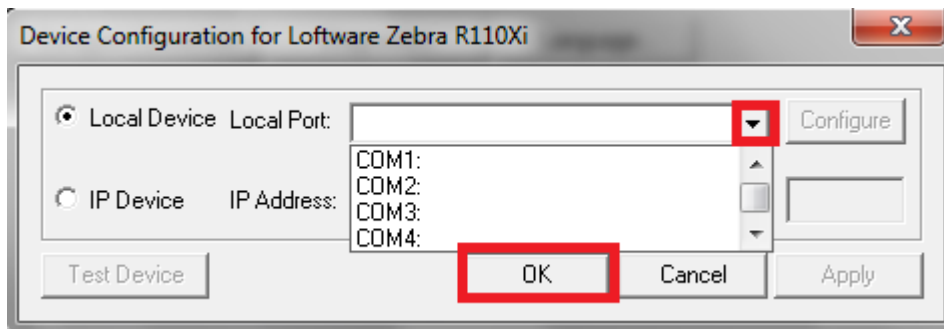 Device Configuration for Loftware Zebra R110Xi
Local Device Local Port: Configure
COM1:
COM2:
IP Device IP Address: COM3:
COM4:
Test Device OK Cancel Apply